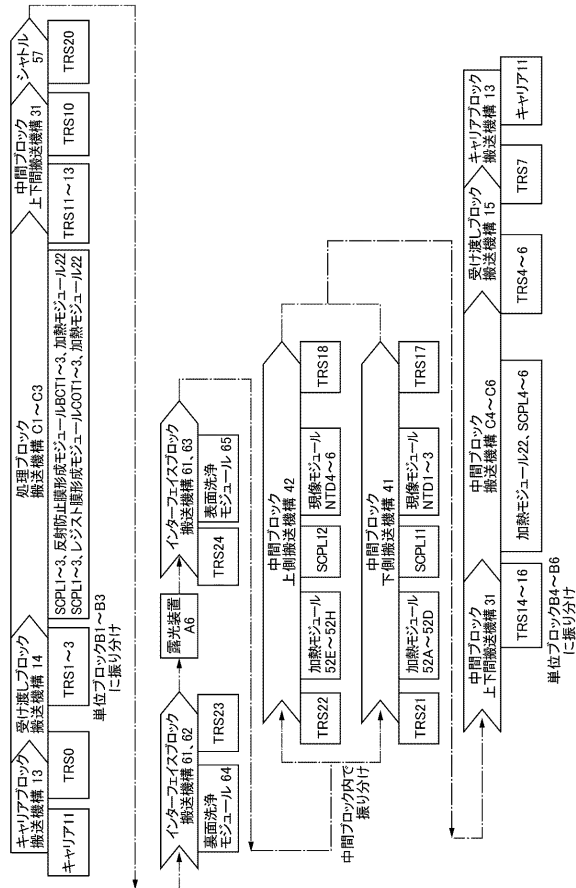 キャリアブロック
搬送機構 13
受け渡しブロック
搬送機構 14
処理ブロック
搬送機構 C1～C3
中間ブロック
上下間搬送機構 31
シャトル
57
キャリア11
TRS0
TRS1～3
SCPL1～3、反射防止膜形成モジュールBCT1～3、加熱モジュール22
SCPL1～3、レジスト膜形成モジュールCOT1～3、加熱モジュール22
TRS11～13
TRS10
TRS20
単位ブロックB1～B3
に振り分け
インターフェイスブロック
搬送機構 61、62
露光装置
A6
インターフェイスブロック
搬送機構 61、63
裏面洗浄
モジュール 64
TRS23
TRS24
表面洗浄
モジュール 65
中間ブロック
上側搬送機構 42
TRS22
加熱モジュール
52E～52H
SCPL12
現像モジュール
NTD4～6
TRS18
中間ブロック内で
振り分け
中間ブロック
下側搬送機構 41
TRS21
加熱モジュール
52A～52D
SCPL11
現像モジュール
NTD1～3
TRS17
中間ブロック
上下間搬送機構 31
中間ブロック
搬送機構 C4～C6
受け渡しブロック
搬送機構 15
キャリアブロック
搬送機構 13
TRS14～16
加熱モジュール22、SCPL4～6
TRS4～6
TRS7
キャリア11
単位ブロックB4～B6
に振り分け